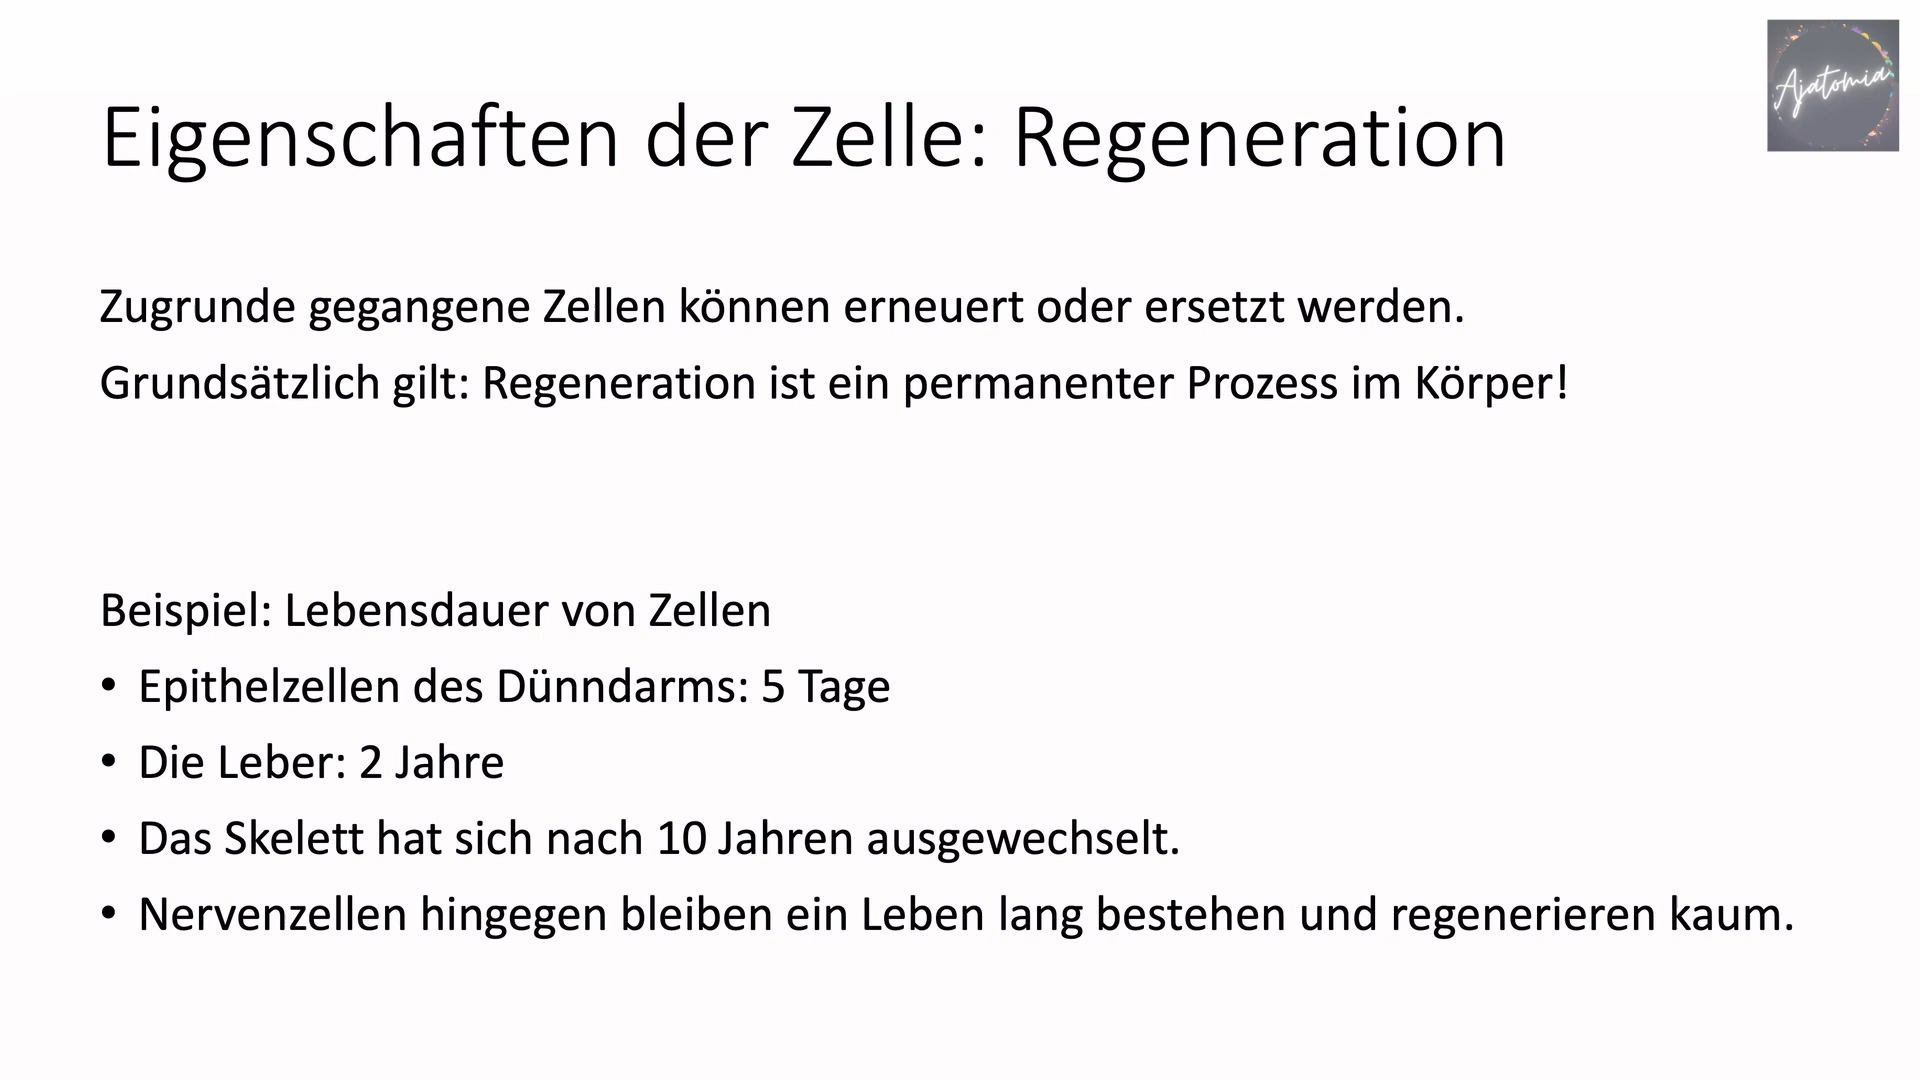 Ajatomia
Eigenschaften der Zelle: Regeneration
Zugrunde gegangene Zellen können erneuert oder ersetzt werden.
Grundsätzlich gilt: Regeneration ist ein permanenter Prozess im Körper!
Beispiel: Lebensdauer von Zellen
• Epithelzellen des Dünndarms: 5 Tage
• Die Leber: 2 Jahre
• Das Skelett hat sich nach 10 Jahren ausgewechselt.
• Nervenzellen hingegen bleiben ein Leben lang bestehen und regenerieren kaum.